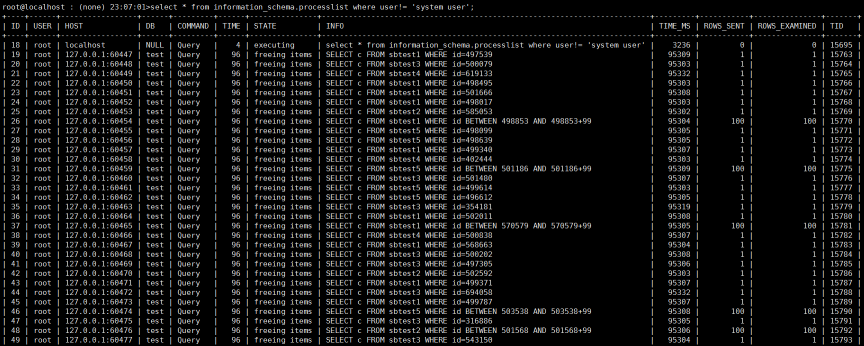 root@localhost : (none) 23:07:01>select * from information_schema.processlist where user!= 'system user';
| ID | USER | HOST | DB | COMMAND | TIME | STATE | INFO | TIME_MS | ROWS_SENT | ROWS_EXAMINED | TID |
| 18 | root | localhost | NULL | Query | 4 | executing | select * from information_schema.processlist where user!= 'system user' | 3236 | 0 | 0 | 15695 |
| 19 | root | 127.0.0.1:60447 | test | Query | 96 | freeing items | SELECT c FROM sbtest1 WHERE id=497539 | 95309 | 1 | 1 | 15763 |
| 20 | root | 127.0.0.1:60448 | test | Query | 96 | freeing items | SELECT c FROM sbtest3 WHERE id=500079 | 95303 | 1 | 1 | 15764 |
| 21 | root | 127.0.0.1:60449 | test | Query | 96 | freeing items | SELECT c FROM sbtest4 WHERE id=619133 | 95332 | 1 | 1 | 15765 |
| 22 | root | 127.0.0.1:60450 | test | Query | 96 | freeing items | SELECT c FROM sbtest1 WHERE id=498495 | 95303 | 1 | 1 | 15766 |
| 23 | root | 127.0.0.1:60451 | test | Query | 96 | freeing items | SELECT c FROM sbtest1 WHERE id=501666 | 95308 | 1 | 1 | 15767 |
| 24 | root | 127.0.0.1:60452 | test | Query | 96 | freeing items | SELECT c FROM sbtest1 WHERE id=498017 | 95303 | 1 | 1 | 15768 |
| 25 | root | 127.0.0.1:60453 | test | Query | 96 | freeing items | SELECT c FROM sbtest2 WHERE id=585053 | 95302 | 1 | 1 | 15769 |
| 26 | root | 127.0.0.1:60454 | test | Query | 96 | freeing items | SELECT c FROM sbtest1 WHERE id BETWEEN 498853 AND 498853+99 | 95304 | 100 | 100 | 15770 |
| 27 | root | 127.0.0.1:60455 | test | Query | 96 | freeing items | SELECT c FROM sbtest5 WHERE id=498099 | 95305 | 1 | 1 | 15771 |
| 28 | root | 127.0.0.1:60456 | test | Query | 96 | freeing items | SELECT c FROM sbtest5 WHERE id=498639 | 95305 | 1 | 1 | 15772 |
| 29 | root | 127.0.0.1:60457 | test | Query | 96 | freeing items | SELECT c FROM sbtest1 WHERE id=499340 | 95307 | 1 | 1 | 15773 |
| 30 | root | 127.0.0.1:60458 | test | Query | 96 | freeing items | SELECT c FROM sbtest4 WHERE id=402444 | 95303 | 1 | 1 | 15774 |
| 31 | root | 127.0.0.1:60459 | test | Query | 96 | freeing items | SELECT c FROM sbtest5 WHERE id BETWEEN 501186 AND 501186+99 | 95309 | 100 | 100 | 15775 |
| 32 | root | 127.0.0.1:60460 | test | Query | 96 | freeing items | SELECT c FROM sbtest3 WHERE id=501480 | 95307 | 1 | 1 | 15776 |
| 33 | root | 127.0.0.1:60461 | test | Query | 96 | freeing items | SELECT c FROM sbtest5 WHERE id=499614 | 95303 | 1 | 1 | 15777 |
| 34 | root | 127.0.0.1:60462 | test | Query | 96 | freeing items | SELECT c FROM sbtest5 WHERE id=496612 | 95305 | 1 | 1 | 15778 |
| 35 | root | 127.0.0.1:60463 | test | Query | 96 | freeing items | SELECT c FROM sbtest3 WHERE id=354181 | 95319 | 1 | 1 | 15779 |
| 36 | root | 127.0.0.1:60464 | test | Query | 96 | freeing items | SELECT c FROM sbtest3 WHERE id=502011 | 95308 | 1 | 1 | 15780 |
| 37 | root | 127.0.0.1:60465 | test | Query | 96 | freeing items | SELECT c FROM sbtest1 WHERE id BETWEEN 570579 AND 570579+99 | 95305 | 100 | 100 | 15781 |
| 38 | root | 127.0.0.1:60466 | test | Query | 96 | freeing items | SELECT c FROM sbtest4 WHERE id=500838 | 95307 | 1 | 1 | 15782 |
| 39 | root | 127.0.0.1:60467 | test | Query | 96 | freeing items | SELECT c FROM sbtest1 WHERE id=568663 | 95304 | 1 | 1 | 15783 |
| 40 | root | 127.0.0.1:60468 | test | Query | 96 | freeing items | SELECT c FROM sbtest3 WHERE id=500202 | 95308 | 1 | 1 | 15784 |
| 41 | root | 127.0.0.1:60469 | test | Query | 96 | freeing items | SELECT c FROM sbtest3 WHERE id=497305 | 95306 | 1 | 1 | 15785 |
| 42 | root | 127.0.0.1:60470 | test | Query | 96 | freeing items | SELECT c FROM sbtest2 WHERE id=502592 | 95303 | 1 | 1 | 15786 |
| 43 | root | 127.0.0.1:60471 | test | Query | 96 | freeing items | SELECT c FROM sbtest1 WHERE id=499371 | 95307 | 1 | 1 | 15787 |
| 44 | root | 127.0.0.1:60472 | test | Query | 96 | freeing items | SELECT c FROM sbtest3 WHERE id=694058 | 95332 | 1 | 1 | 15788 |
| 45 | root | 127.0.0.1:60473 | test | Query | 96 | freeing items | SELECT c FROM sbtest1 WHERE id=499787 | 95307 | 1 | 1 | 15789 |
| 46 | root | 127.0.0.1:60474 | test | Query | 96 | freeing items | SELECT c FROM sbtest5 WHERE id BETWEEN 503538 AND 503538+99 | 95308 | 100 | 100 | 15790 |
| 47 | root | 127.0.0.1:60475 | test | Query | 96 | freeing items | SELECT c FROM sbtest3 WHERE id=316886 | 95305 | 1 | 1 | 15791 |
| 48 | root | 127.0.0.1:60476 | test | Query | 96 | freeing items | SELECT c FROM sbtest2 WHERE id BETWEEN 501568 AND 501568+99 | 95306 | 100 | 100 | 15792 |
| 49 | root | 127.0.0.1:60477 | test | Query | 96 | freeing items | SELECT c FROM sbtest3 WHERE id=543150 | 95304 | 1 | 1 | 15793 |